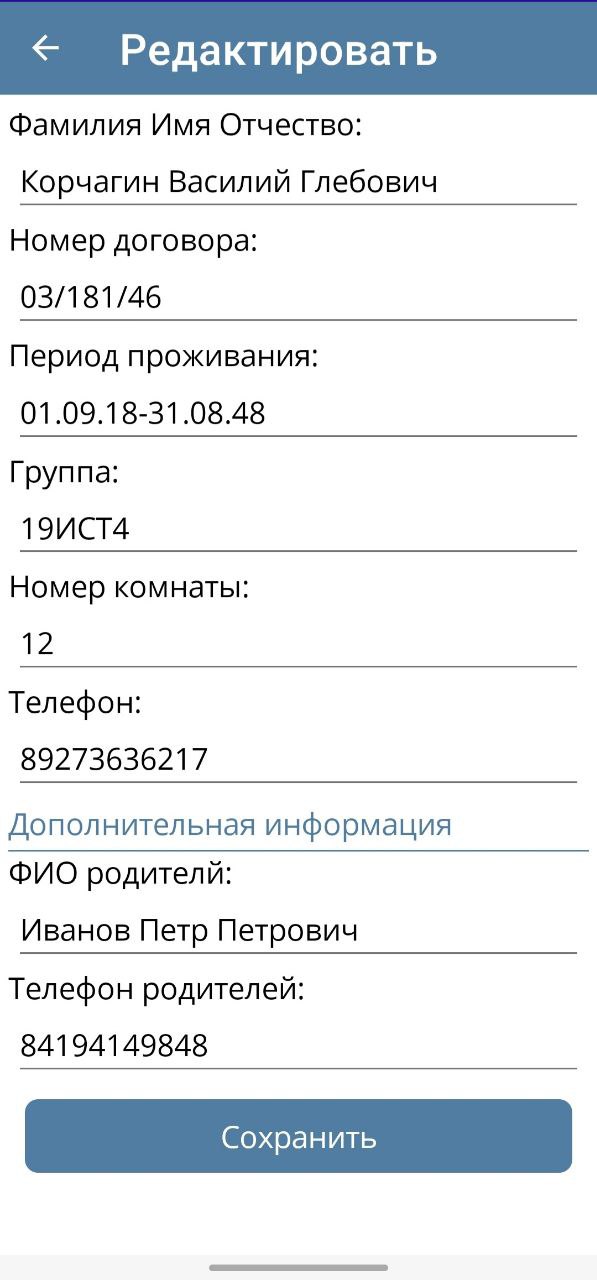 Редактировать
Фамилия Имя Отчество:
Корчагин Василий Глебович
Номер договора:
03/181/46
Период проживания:
01.09.18-31.08.48
Группа:
19ИСТ4
Номер комнаты:
12
Телефон:
89273636217
Дополнительная информация
ФИО родителй:
Иванов Петр Петрович
Телефон родителей:
84194149848
Сохранить